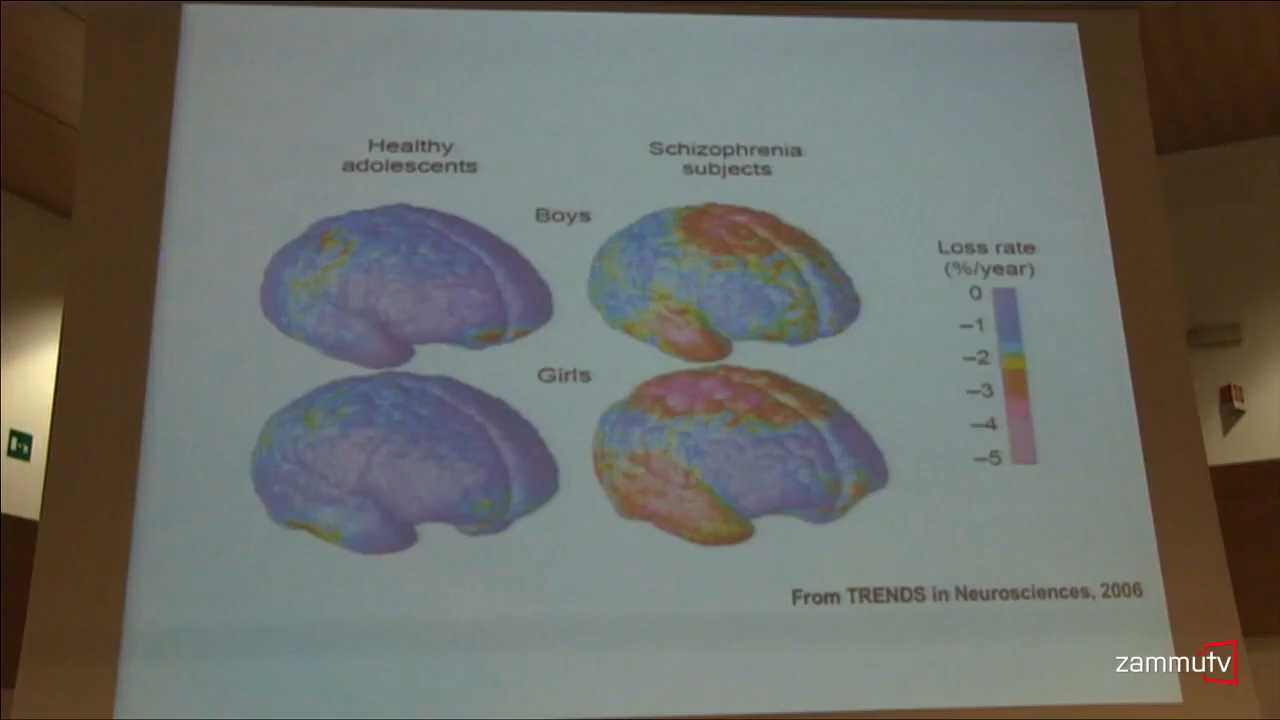 Healthy
adolescents
Schizophrenia
subjects
Boys
Girls
Loss rate
(%/year)
0
–1
–2
–3
–4
–5
From TRENDS in Neurosciences, 2006
zammutv